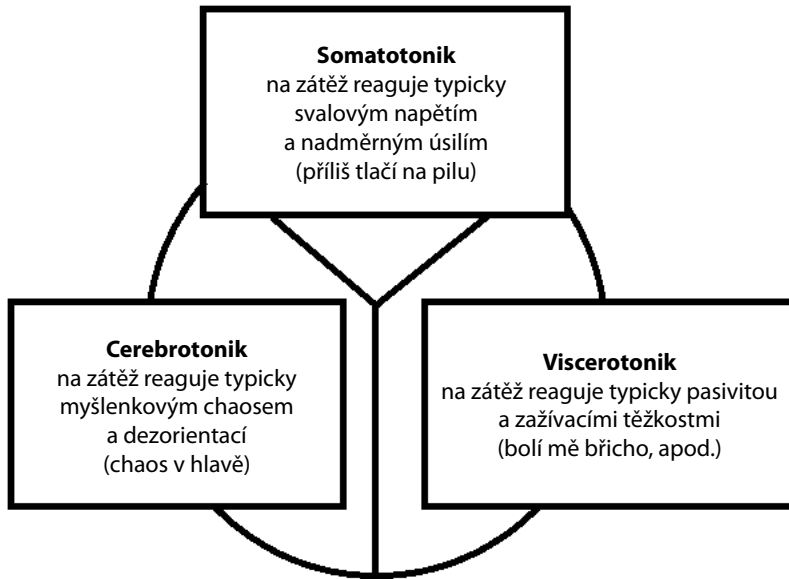 Somatotonik
na zátěž reaguje typicky
svalovým napětím
a nadměrným úsilím
(příliš tlačí na pilu)
Cerebrotonik
na zátěž reaguje typicky
myšlenkovým chaosem
a dezorientací
(chaos v hlavě)
Viscerotonik
na zátěž reaguje typicky pasivitou
a zažívacími těžkostmi
(bolí mě břicho, apod.)